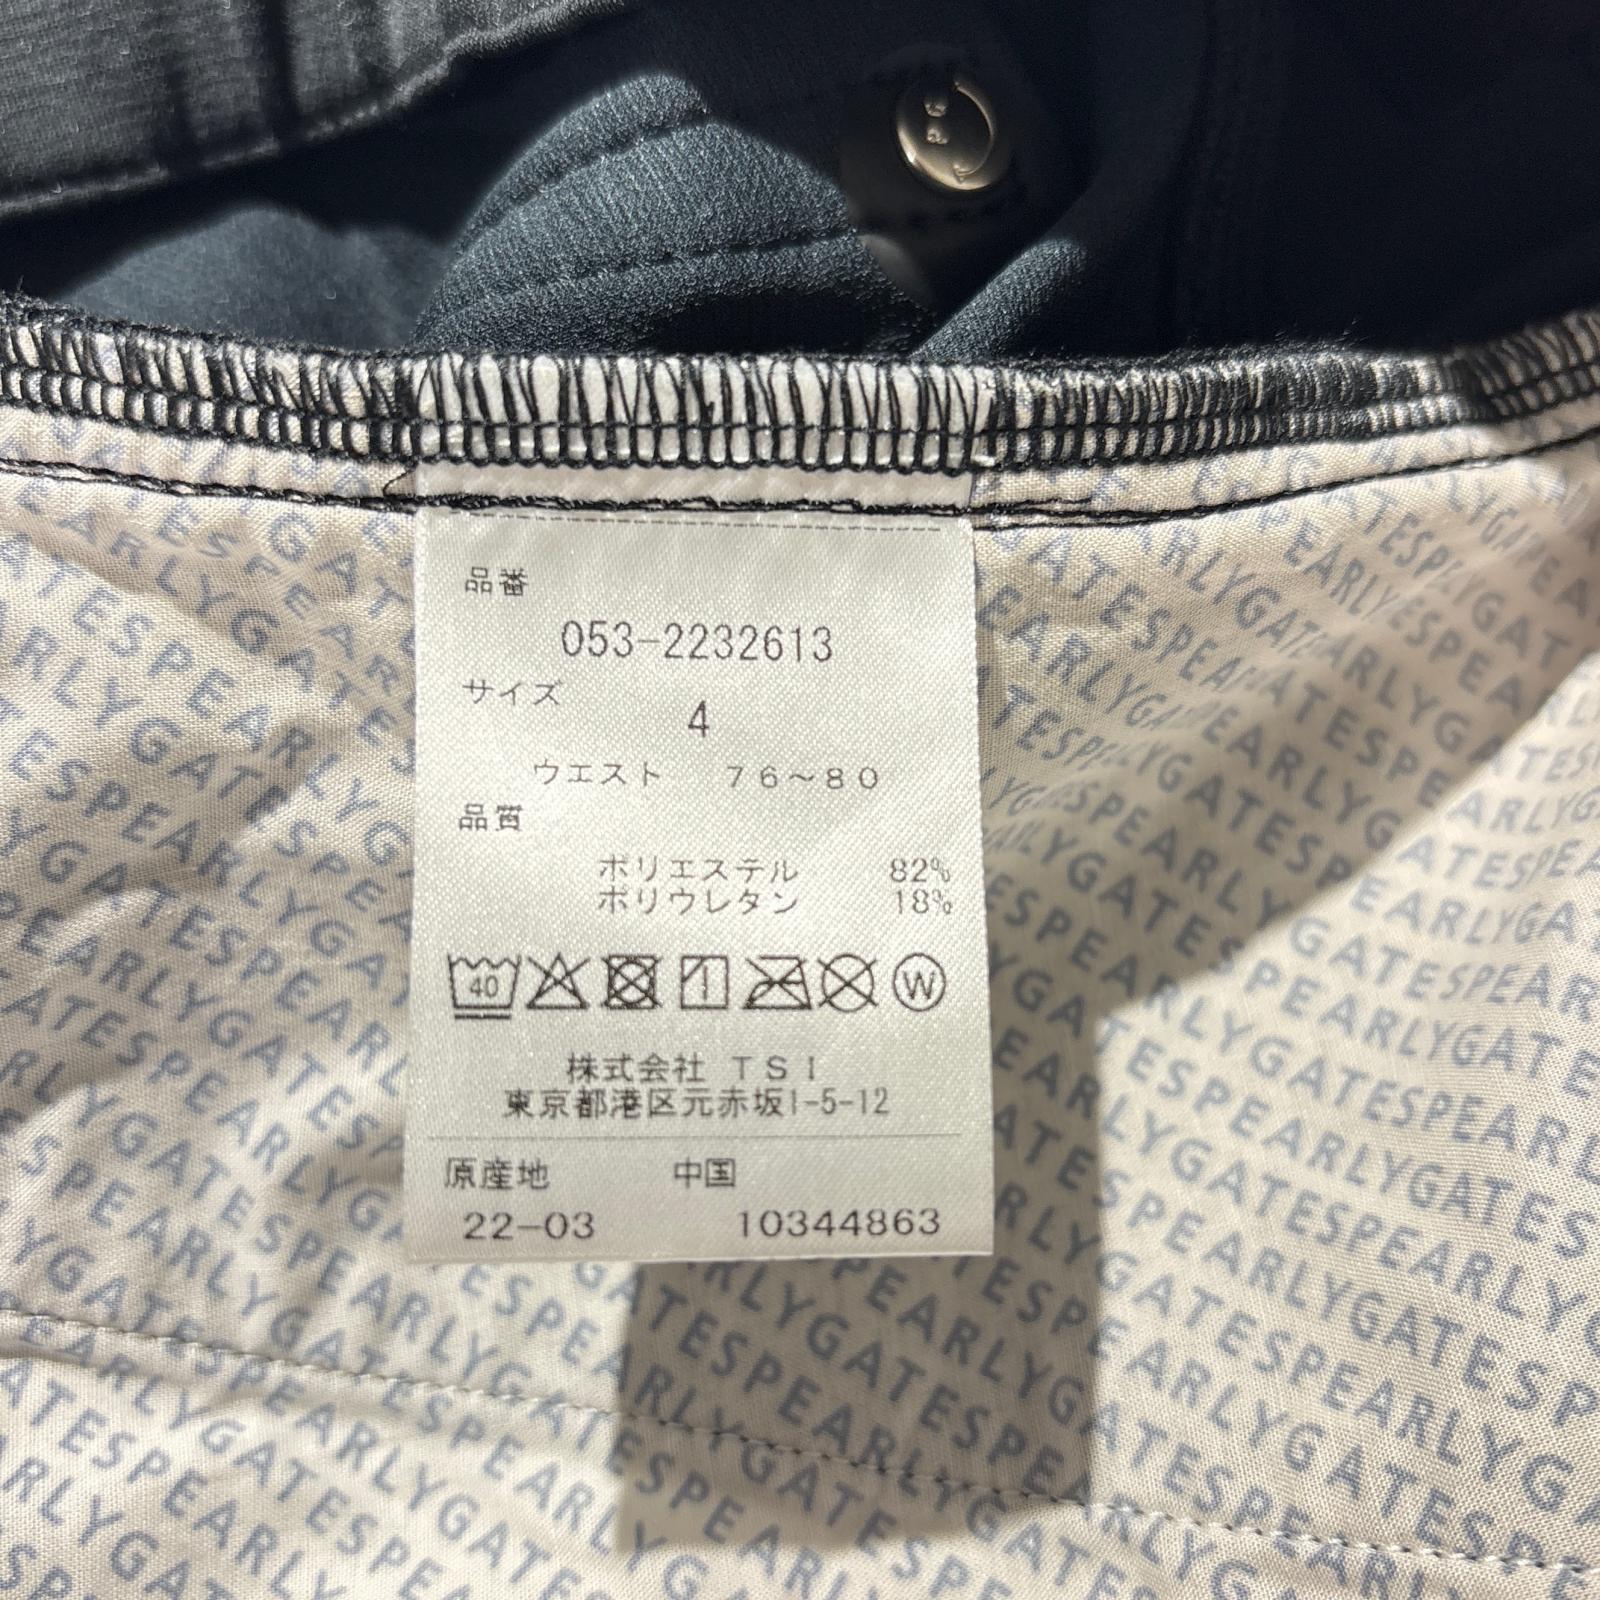 PG
品番
053-2232613
サイズ
4
ウエスト 76~80
品質
ポリエステル 82%
ポリウレタン 18%
40
W
株式会社 TSI
東京都港区元赤坂1-5-12
原産地 中国
22-03 10344863
PEARLYGATES